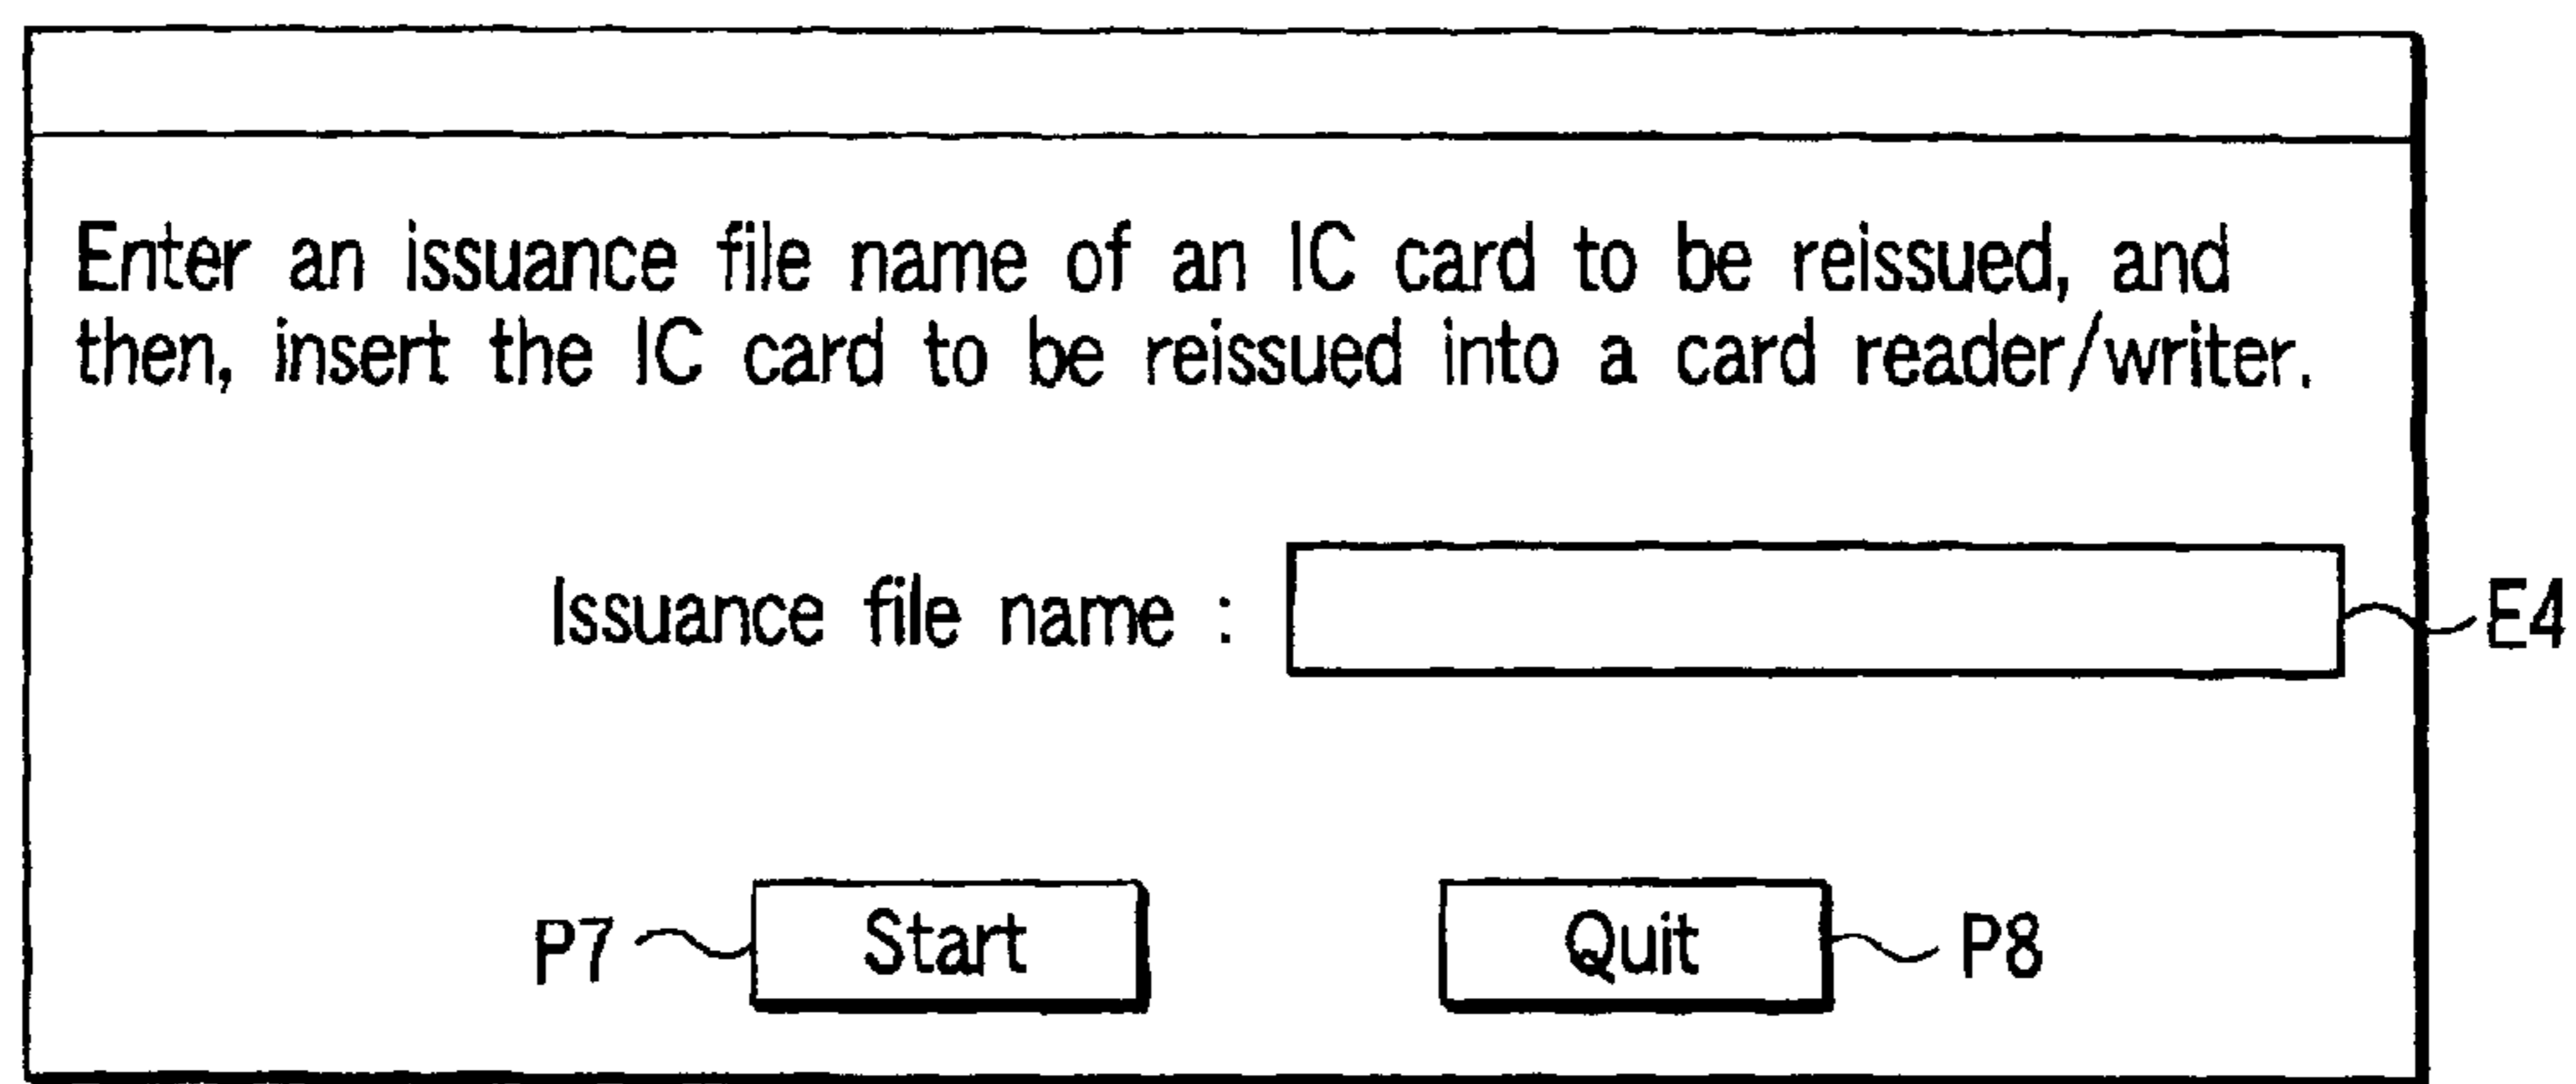 Enter an issuance file name of an IC card to be reissued, and
then, insert the IC card to be reissued into a card reader/writer.
Issuance file name : E4
P7 Start Quit P8